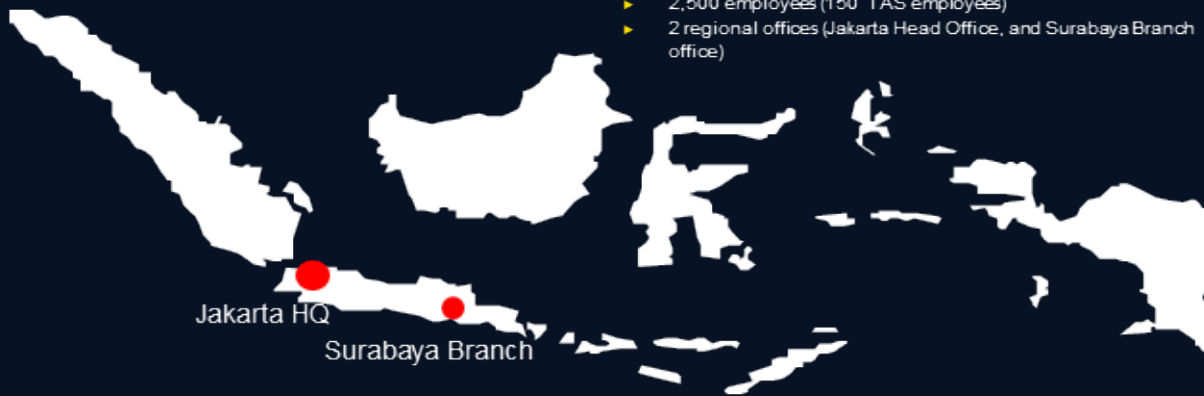 ► 2,500 employees (150 TAS employees)
► 2 regional offices (Jakarta Head Office, and Surabaya Branch
office)
Jakarta HQ
Surabaya Branch